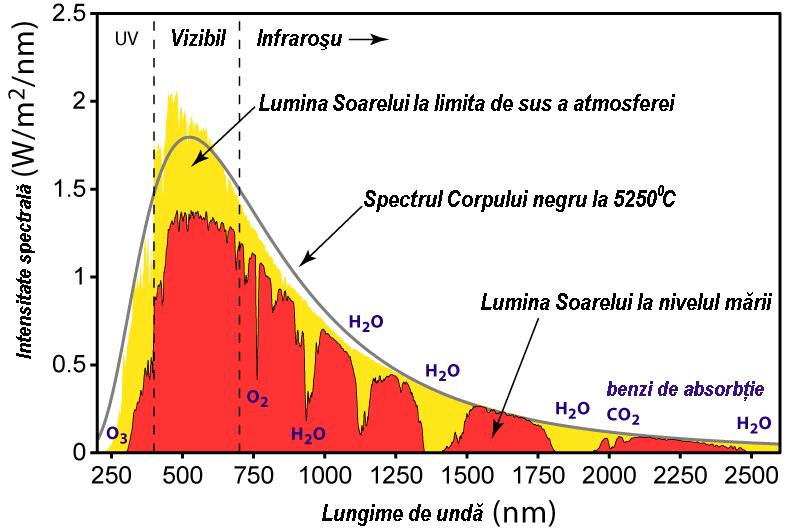 2.5
UV
Vizibil
Infraroşu
2
Lumina Soarelui la limita de sus a atmosferei
1.5
Spectrul Corpului negru la 5250⁰C
Intensitate spectrală (W/m²/nm)
1
Lumina Soarelui la nivelul mării
H₂O
H₂O
0.5
benzi de absorbţie
O₂
H₂O
CO₂
H₂O
O₃
H₂O
0
250 500 750 1000 1250 1500 1750 2000 2250 2500
Lungime de undă (nm)